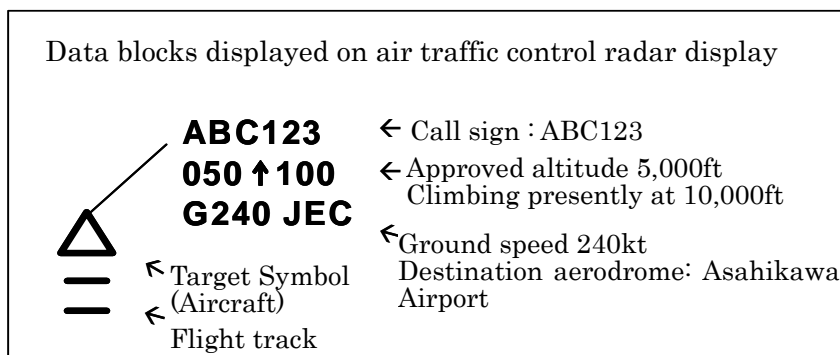 Data blocks displayed on air traffic control radar display
ABC123
← Call sign : ABC123
050 ↑ 100
← Approved altitude 5,000ft
Climbing presently at 10,000ft
G240 JEC
↖ Ground speed 240kt
Destination aerodrome: Asahikawa
Airport
↖ Target Symbol
(Aircraft)
↖ Flight track